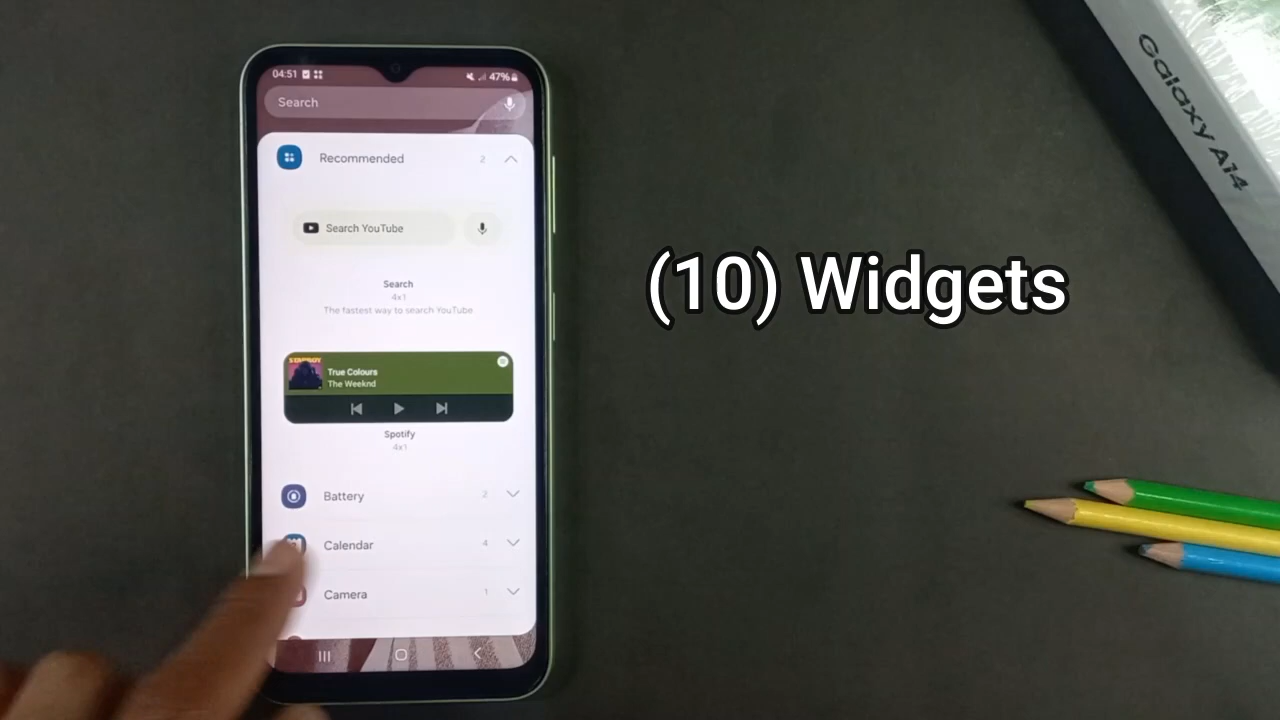 04:51
47%
Search
Recommended
2
Search YouTube
Search
4x1
The fastest way to search YouTube.
STARBOY
True Colours
The Weeknd
Spotify
4x1
Battery
2
Calendar
4
Camera
1
(10) Widgets
Galaxy A14